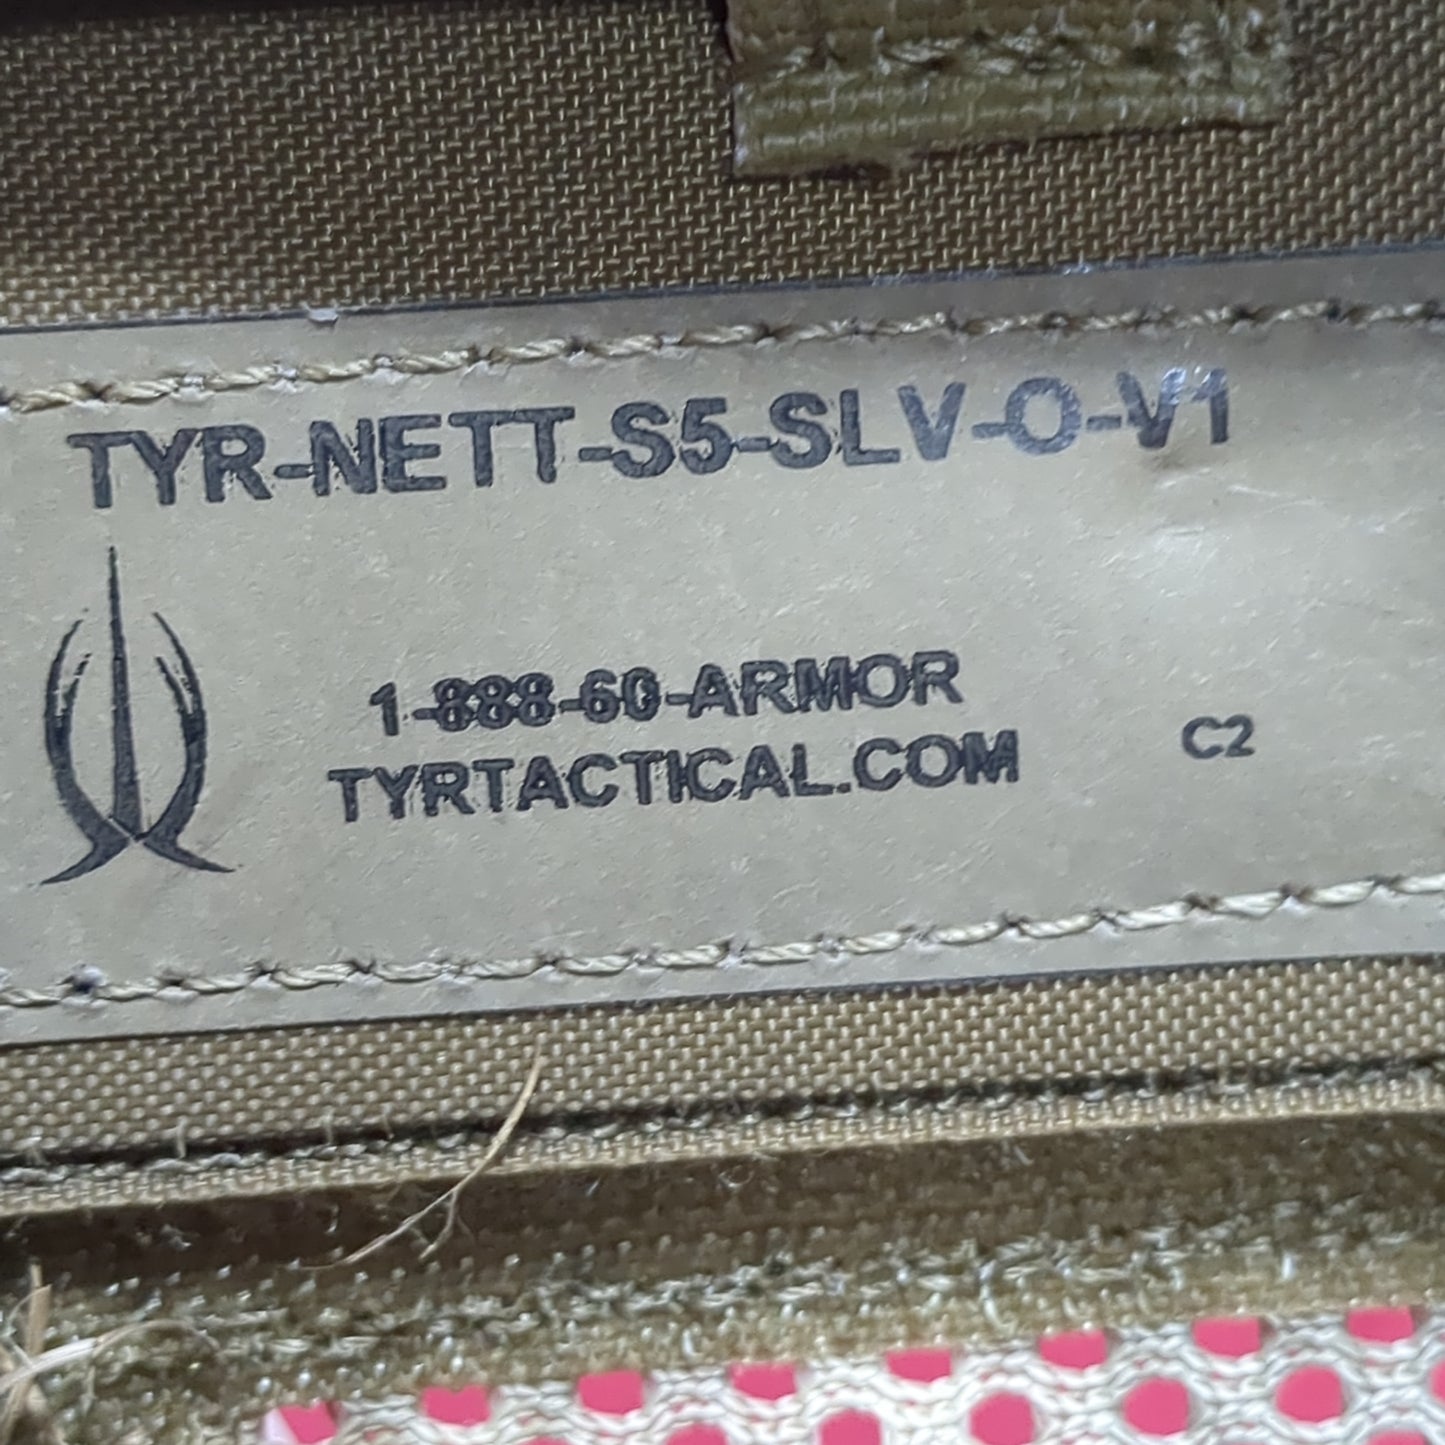 TYR-NETT-S5-SLV-O-V1
1-888-60-ARMOR
TYRTACTICAL.COM
C2